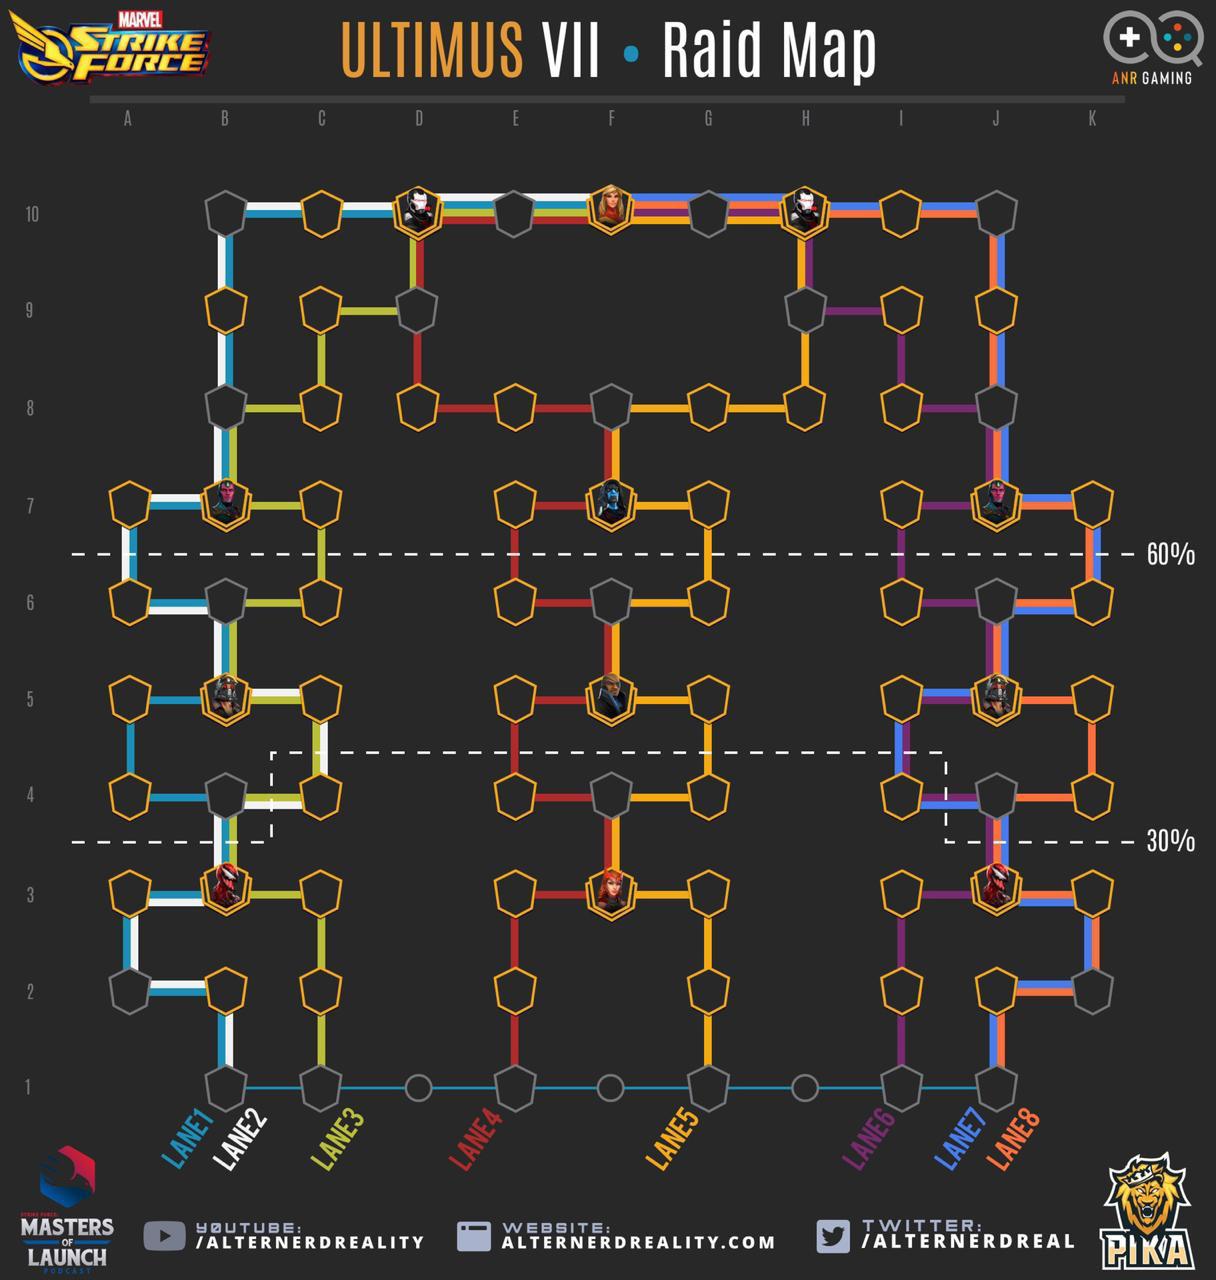 MARVEL
STRIKE
FORCE
ULTIMUS VII • Raid Map
ANR GAMING
A B C D E F G H I J K
10
9
8
7
60%
6
5
4
30%
3
2
1
LANE1 LANE2 LANE3 LANE4 LANE5 LANE6 LANE7 LANE8
STRIKE FORCE:
MASTERS
OF
LAUNCH
PODCAST
YOUTUBE:
/ALTERNERDREALITY
WEBSITE:
ALTERNERDREALITY.COM
TWITTER:
/ALTERNERDREAL
PIKA